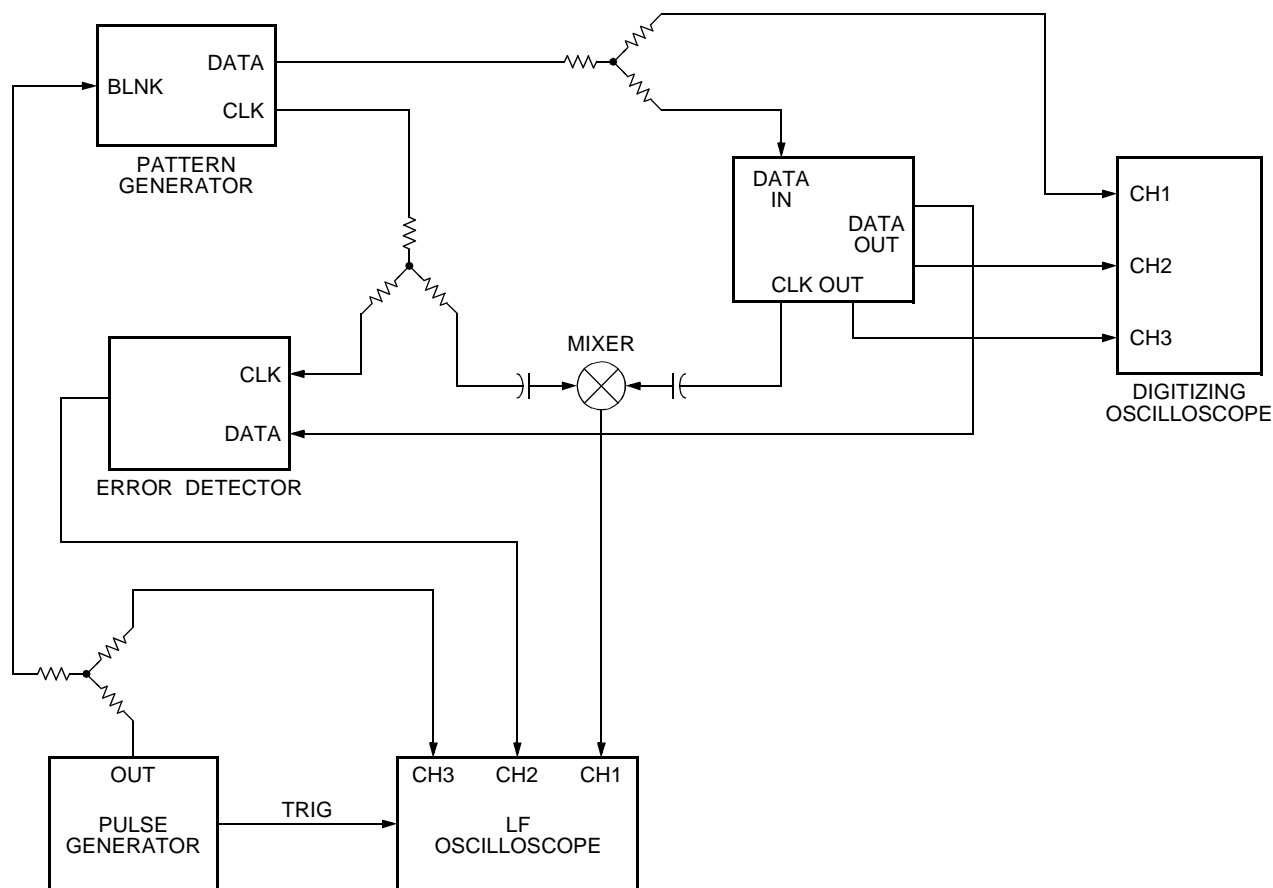 BLNK
DATA
CLK
PATTERN
GENERATOR
DATA
IN
DATA
OUT
CLK OUT
CH1
CH2
CH3
DIGITIZING
OSCILLOSCOPE
MIXER
CLK
DATA
ERROR DETECTOR
OUT
PULSE
GENERATOR
TRIG
CH3 CH2 CH1
LF
OSCILLOSCOPE